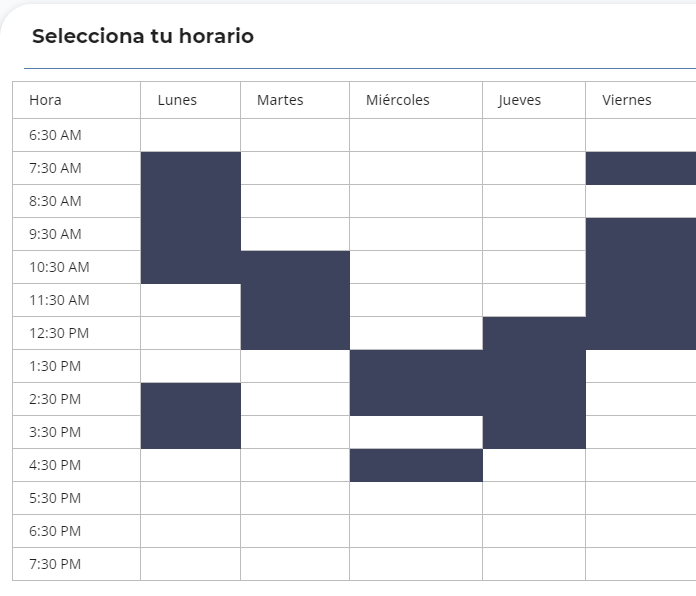 Selecciona tu horario
Hora Lunes Martes Miércoles Jueves Viernes
6:30 AM
7:30 AM
8:30 AM
9:30 AM
10:30 AM
11:30 AM
12:30 PM
1:30 PM
2:30 PM
3:30 PM
4:30 PM
5:30 PM
6:30 PM
7:30 PM